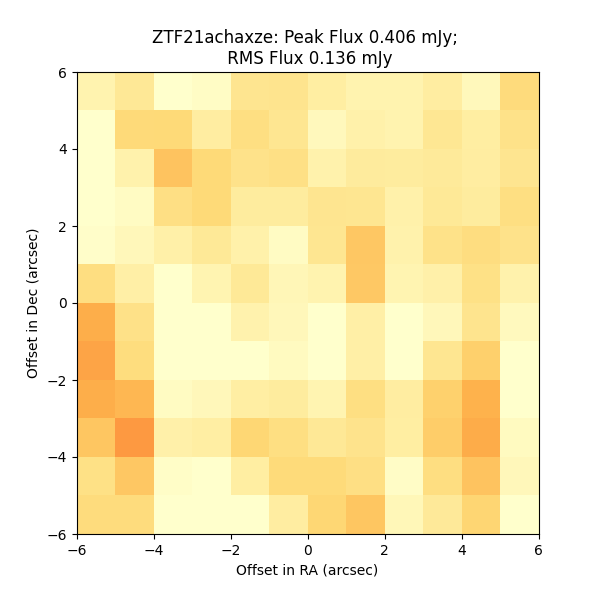 ZTF21achaxze: Peak Flux 0.406 mJy;
RMS Flux 0.136 mJy
6
4
2
0
−2
−4
−6
Offset in Dec (arcsec)
−6 −4 −2 0 2 4 6
Offset in RA (arcsec)